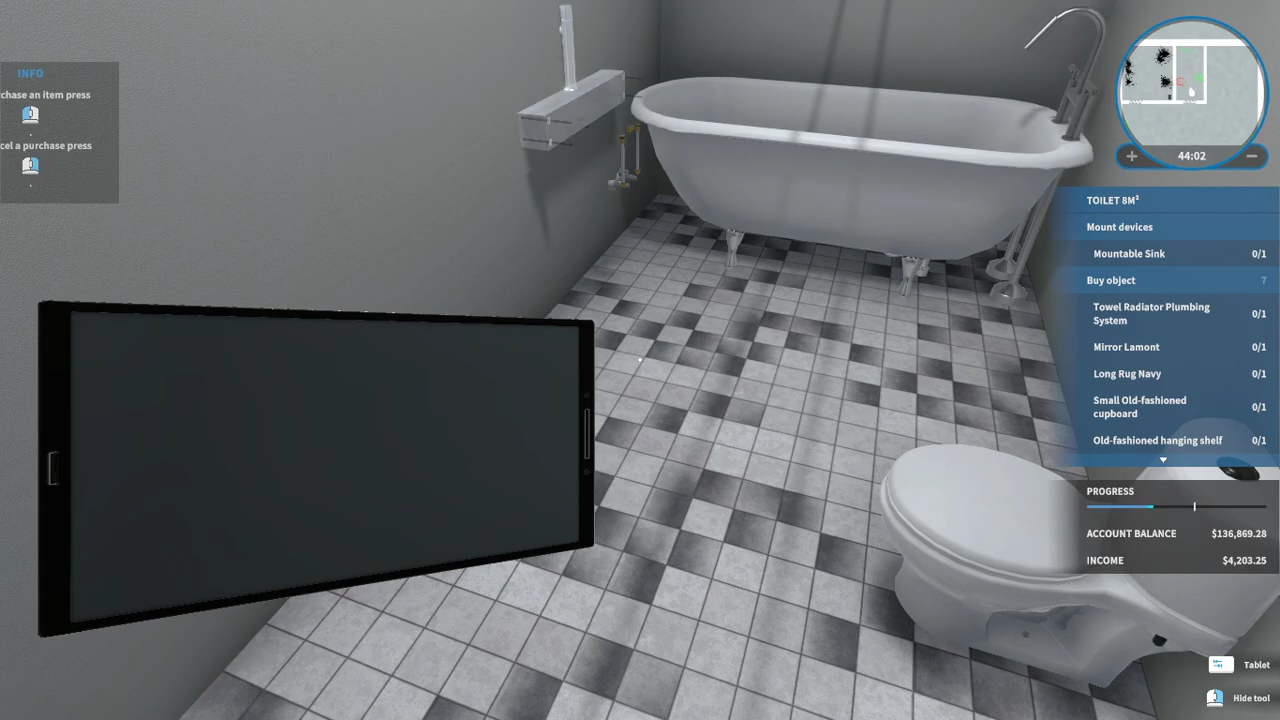 INFO
chase an item press
.
cel a purchase press
.
44:02
TOILET 8M²
Mount devices
Mountable Sink 0/1
Buy object 7
Towel Radiator Plumbing
System 0/1
Mirror Lamont 0/1
Long Rug Navy 0/1
Small Old-fashioned
cupboard 0/1
Old-fashioned hanging shelf 0/1
PROGRESS
ACCOUNT BALANCE $136,869.28
INCOME $4,203.25
Tablet
Hide tool